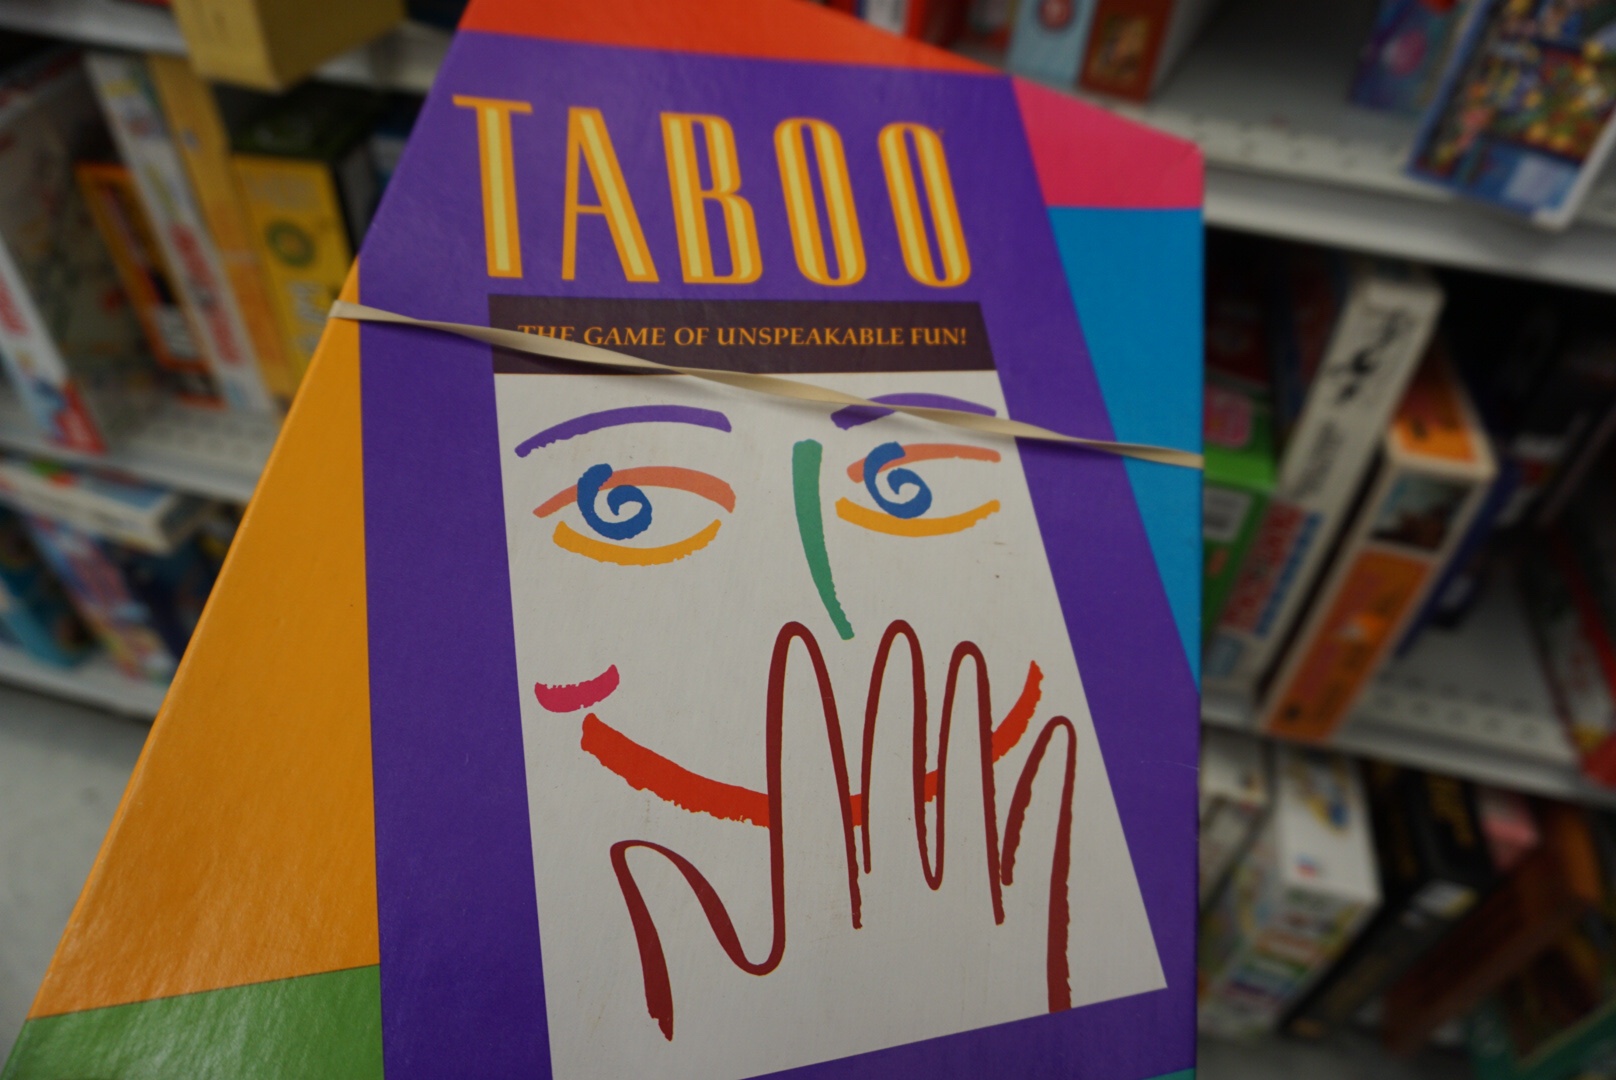 TABOO
THE GAME OF UNSPEAKABLE FUN!